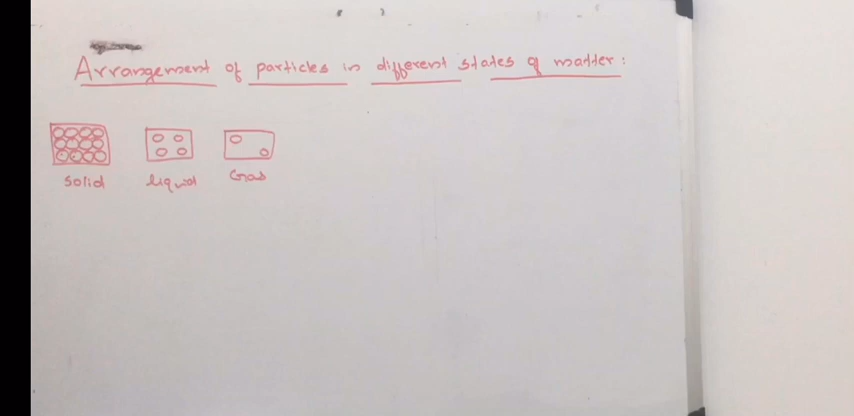 Arrangement of particles in different states of matter:
solid liquid Gas